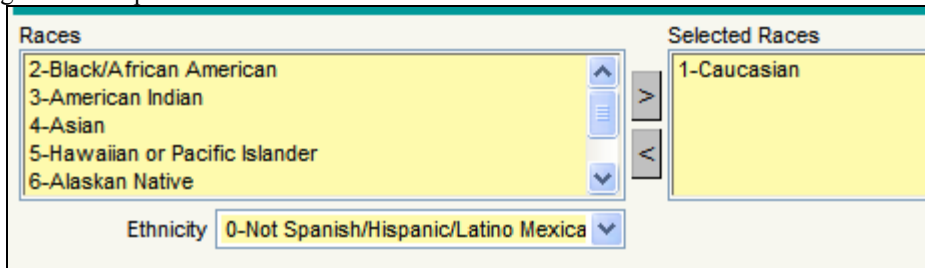 Races
2-Black/African American
3-American Indian
4-Asian
5-Hawaiian or Pacific Islander
6-Alaskan Native
>
<
Selected Races
1-Caucasian
Ethnicity 0-Not Spanish/Hispanic/Latino Mexica